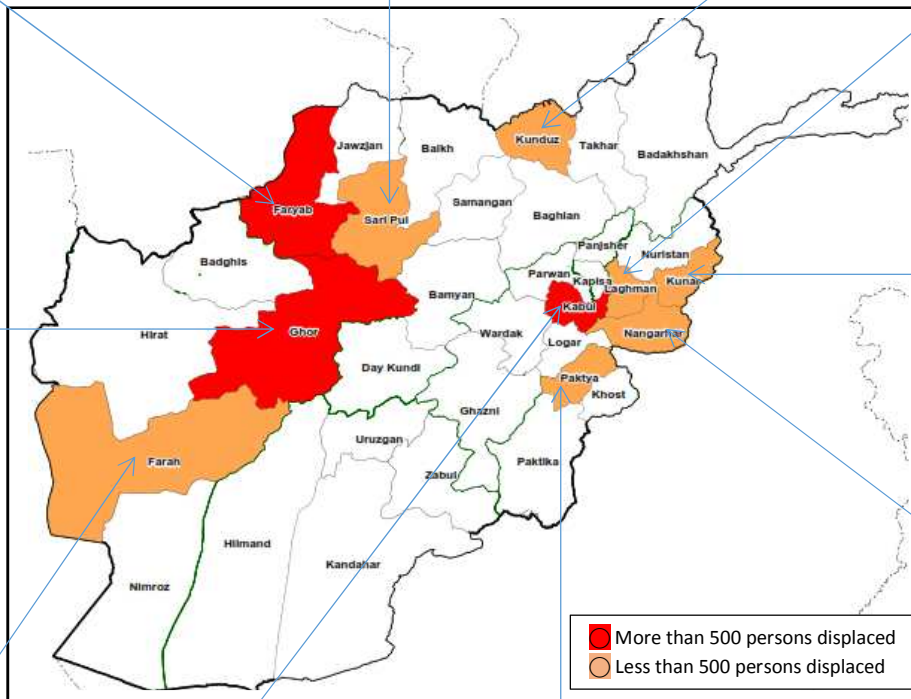 Jawzjan
Balkh
Kunduz
Takhar
Badakhshan
Faryab
Sari Pul
Samangan
Baghlan
Badghis
Panjsher
Nuristan
Parwan
Kapisa
Laghman
Kunar
Bamyan
Kabul
Hirat
Ghor
Wardak
Nangarhar
Logar
Day Kundi
Paktya
Khost
Ghazni
Uruzgan
Farah
Zabul
Paktika
Hilmand
Kandahar
Nimroz
More than 500 persons displaced
Less than 500 persons displaced